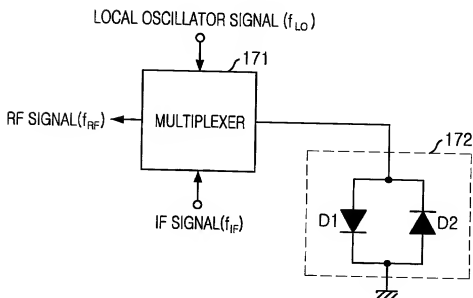 LOCAL OSCILLATOR SIGNAL (fLO)
171
RF SIGNAL(fRF)
MULTIPLEXER
172
IF SIGNAL(fIF)
D1
D2